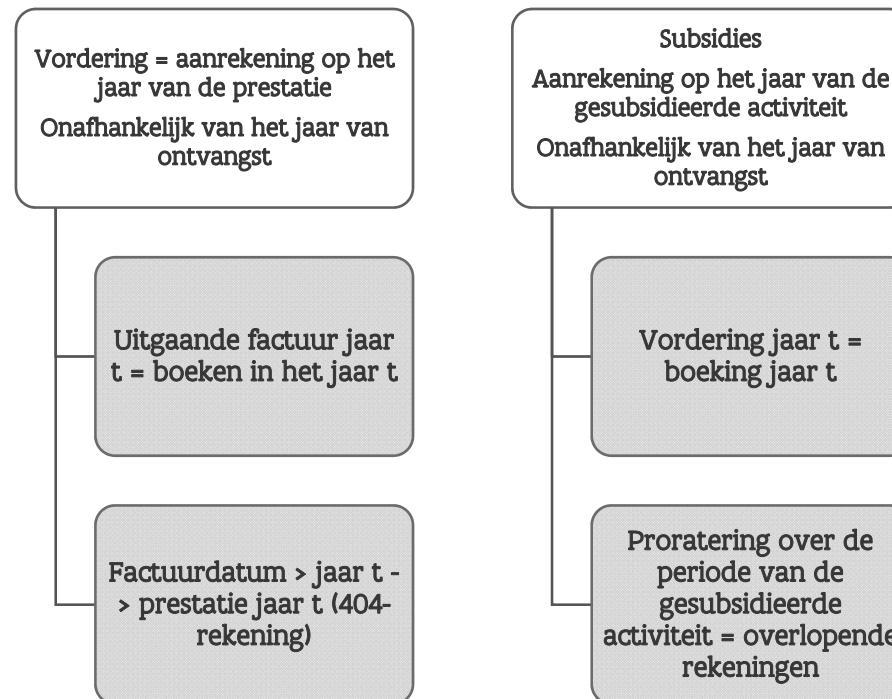 Vordering = aanrekening op het
jaar van de prestatie
Onafhankelijk van het jaar van
ontvangst
Uitgaande factuur jaar
t = boeken in het jaar t
Factuurdatum > jaar t -
> prestatie jaar t (404-
rekening)
Subsidies
Aanrekening op het jaar van de
gesubsidieerde activiteit
Onafhankelijk van het jaar van
ontvangst
Vordering jaar t =
boeking jaar t
Proratering over de
periode van de
gesubsidieerde
activiteit = overlopende
rekeningen